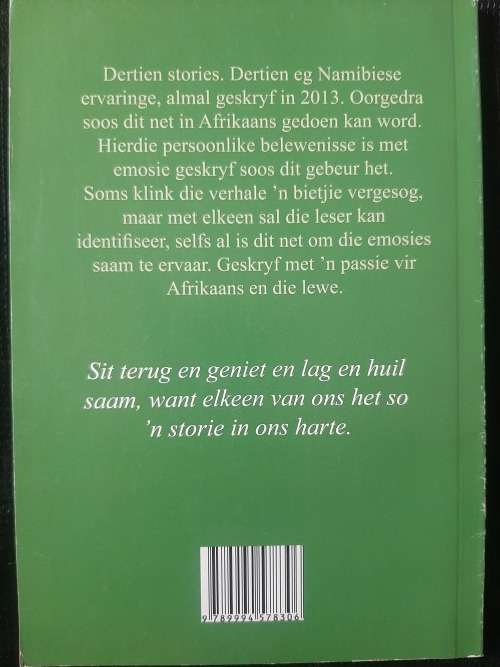 Dertien stories. Dertien eg Namibiese
ervaringe, almal geskryf in 2013. Oorgedra
soos dit net in Afrikaans gedoen kan word.
Hierdie persoonlike belewenisse is met
emosie geskryf soos dit gebeur het.
Soms klink die verhale ’n bietjie vergesog,
maar met elkeen sal die leser kan
identifiseer, selfs al is dit net om die emosies
saam te ervaar. Geskryf met ’n passie vir
Afrikaans en die lewe.
Sit terug en geniet en lag en huil
saam, want elkeen van ons het so
’n storie in ons harte.
9 789994 578306